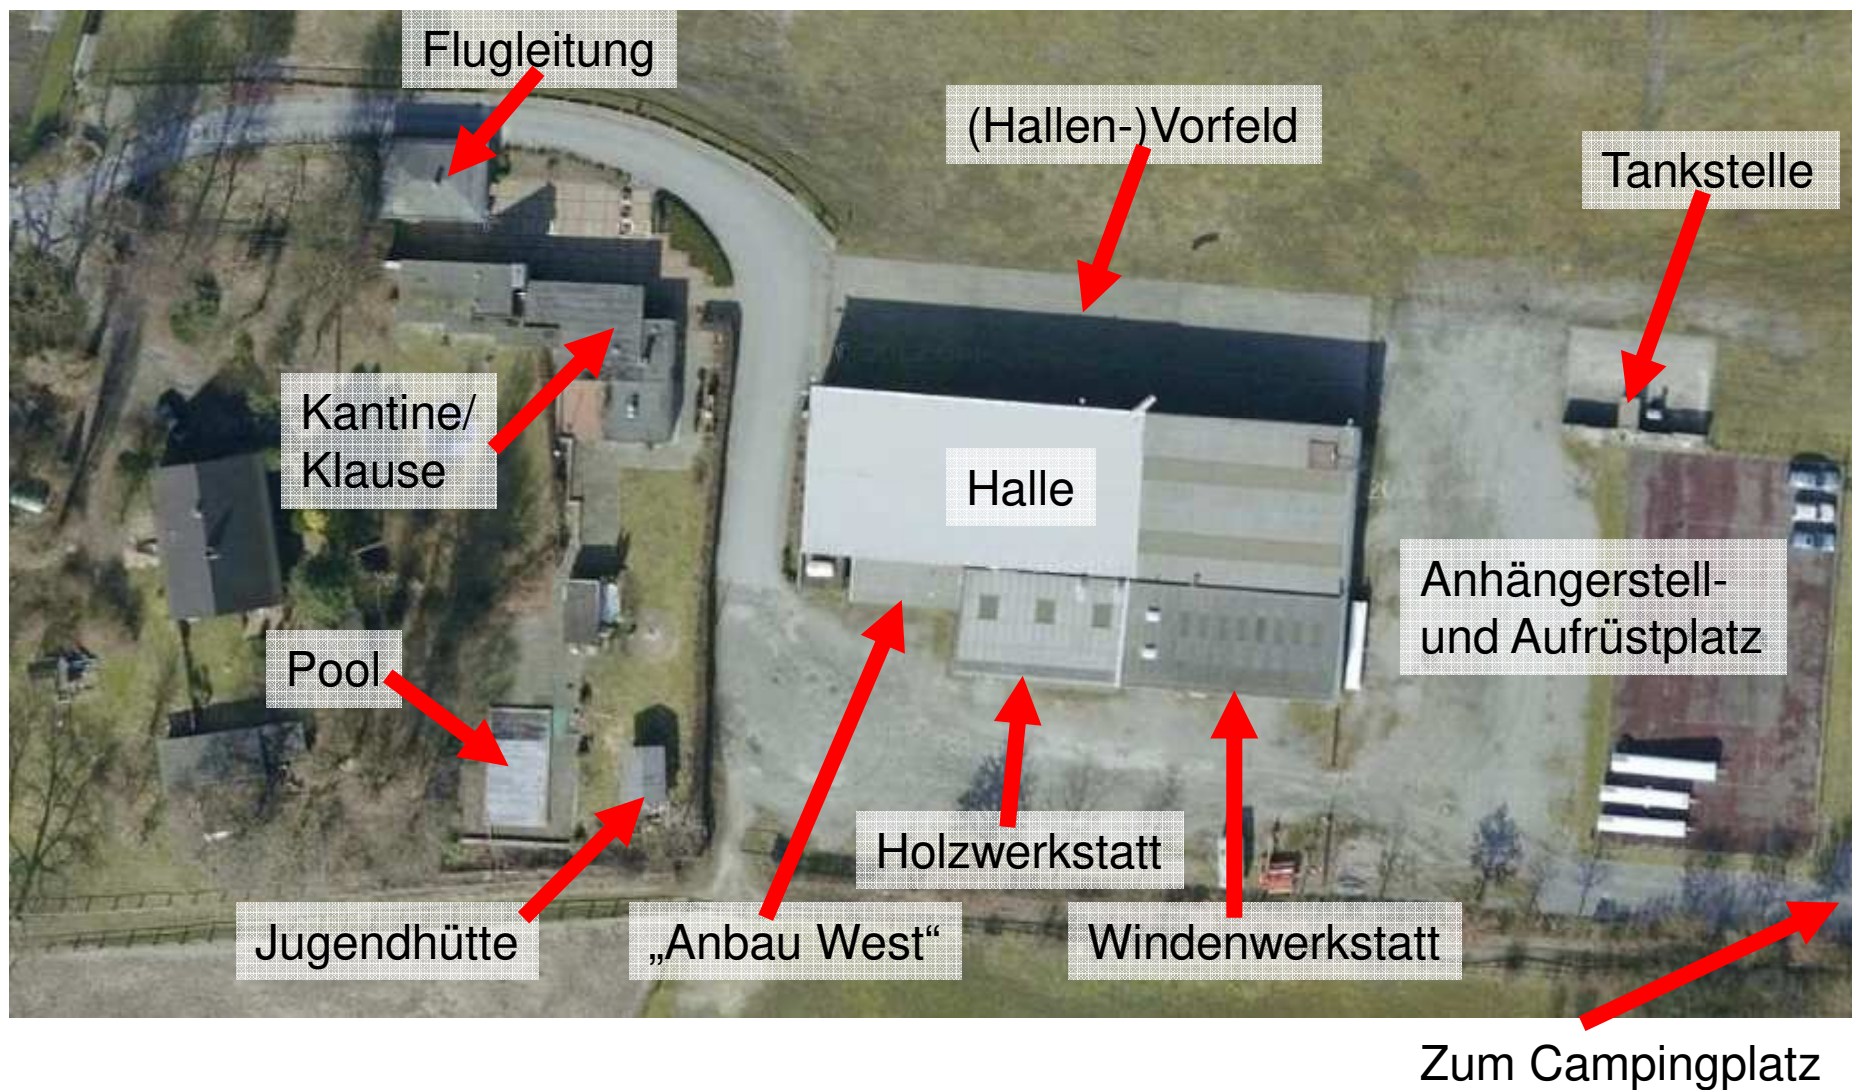 Flugleitung
(Hallen-)Vorfeld
Tankstelle
Kantine/
Klause
Halle
Anhängerstell-
und Aufrüstplatz
Pool
Holzwerkstatt
Jugendhütte
„Anbau West“
Windenwerkstatt
Zum Campingplatz